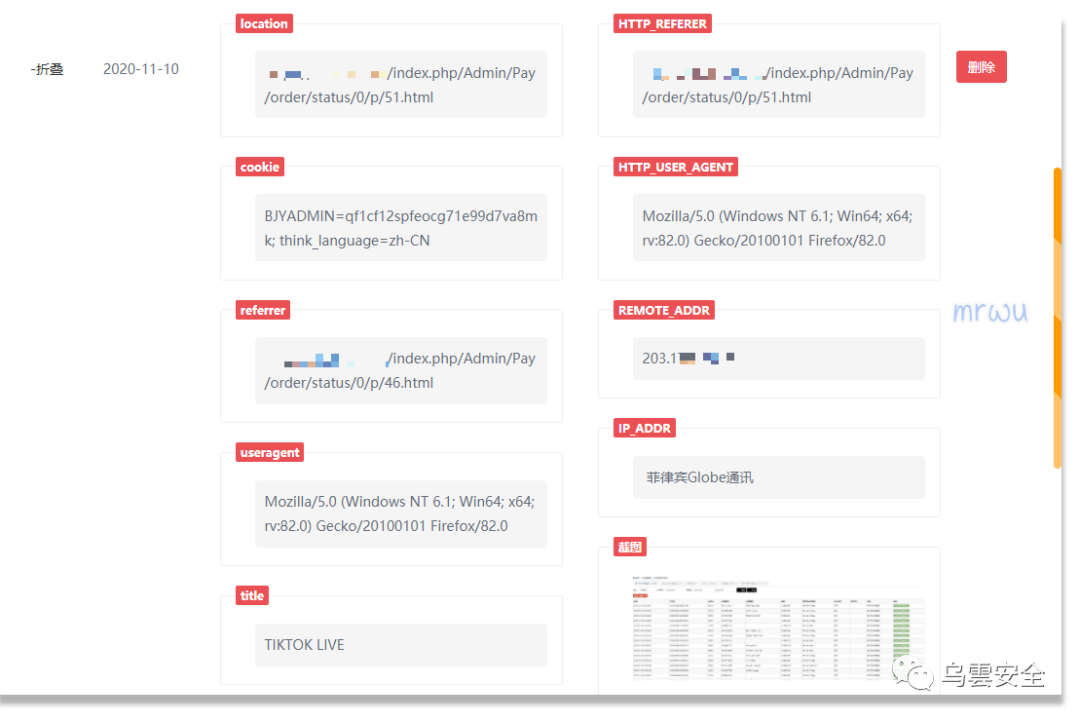 -折叠
2020-11-10
location
/index.php/Admin/Pay
/order/status/0/p/51.html
cookie
BJYADMIN=qf1cf12spfeocg71e99d7va8m
k; think_language=zh-CN
referrer
/index.php/Admin/Pay
/order/status/0/p/46.html
useragent
Mozilla/5.0 (Windows NT 6.1; Win64; x64;
rv:82.0) Gecko/20100101 Firefox/82.0
title
TIKTOK LIVE
HTTP_REFERER
/index.php/Admin/Pay
/order/status/0/p/51.html
HTTP_USER_AGENT
Mozilla/5.0 (Windows NT 6.1; Win64; x64;
rv:82.0) Gecko/20100101 Firefox/82.0
REMOTE_ADDR
203.1
IP_ADDR
菲律宾Globe通讯
截图
删除
mrwu
乌雲安全